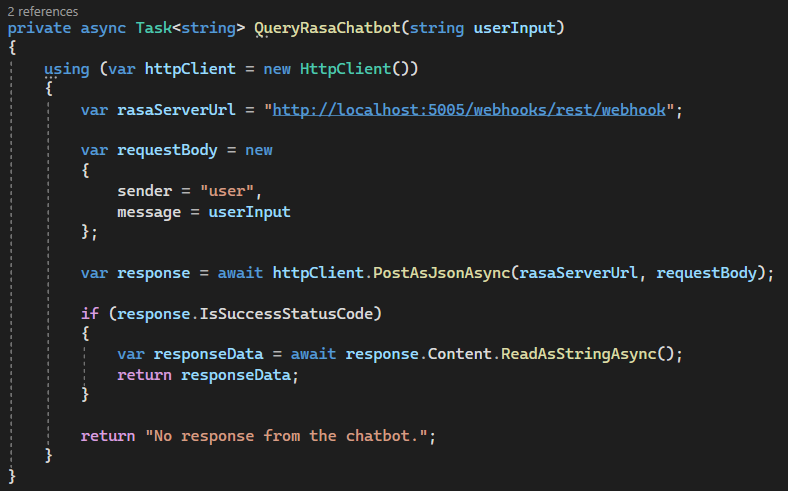 2 references
private async Task<string> QueryRasaChatbot(string userInput)
{
    using (var httpClient = new HttpClient())
    {
        var rasaServerUrl = "http://localhost:5005/webhooks/rest/webhook";

        var requestBody = new
        {
            sender = "user",
            message = userInput
        };

        var response = await httpClient.PostAsJsonAsync(rasaServerUrl, requestBody);

        if (response.IsSuccessStatusCode)
        {
            var responseData = await response.Content.ReadAsStringAsync();
            return responseData;
        }

        return "No response from the chatbot.";
    }
}